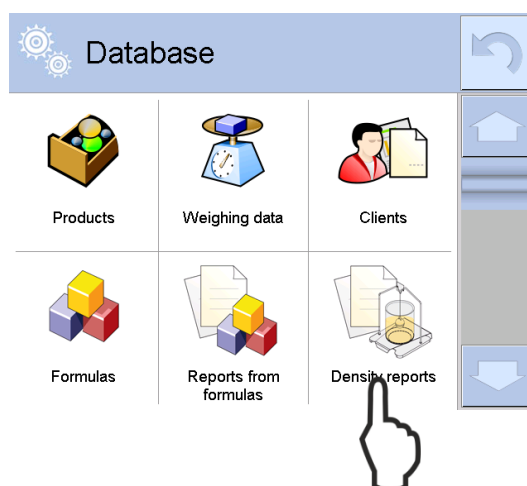 Database
Products
Weighing data
Clients
Formulas
Reports from
formulas
Density reports